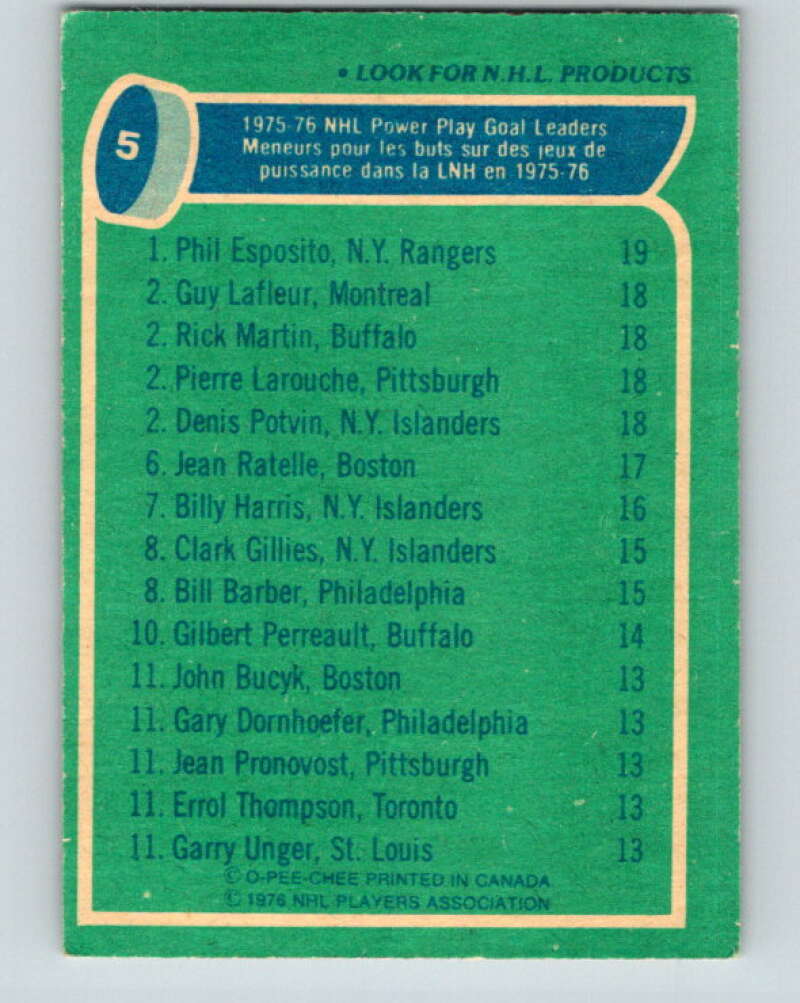 • LOOK FOR N.H.L. PRODUCTS
5
1975-76 NHL Power Play Goal Leaders
Meneurs pour les buts sur des jeux de
puissance dans la LNH en 1975-76
1. Phil Esposito, N.Y. Rangers 19
2. Guy Lafleur, Montreal 18
2. Rick Martin, Buffalo 18
2. Pierre Larouche, Pittsburgh 18
2. Denis Potvin, N.Y. Islanders 18
6. Jean Ratelle, Boston 17
7. Billy Harris, N.Y. Islanders 16
8. Clark Gillies, N.Y. Islanders 15
8. Bill Barber, Philadelphia 15
10. Gilbert Perreault, Buffalo 14
11. John Bucyk, Boston 13
11. Gary Dornhoefer, Philadelphia 13
11. Jean Pronovost, Pittsburgh 13
11. Errol Thompson, Toronto 13
11. Garry Unger, St. Louis 13
© O-PEE-CHEE PRINTED IN CANADA
© 1976 NHL PLAYERS ASSOCIATION